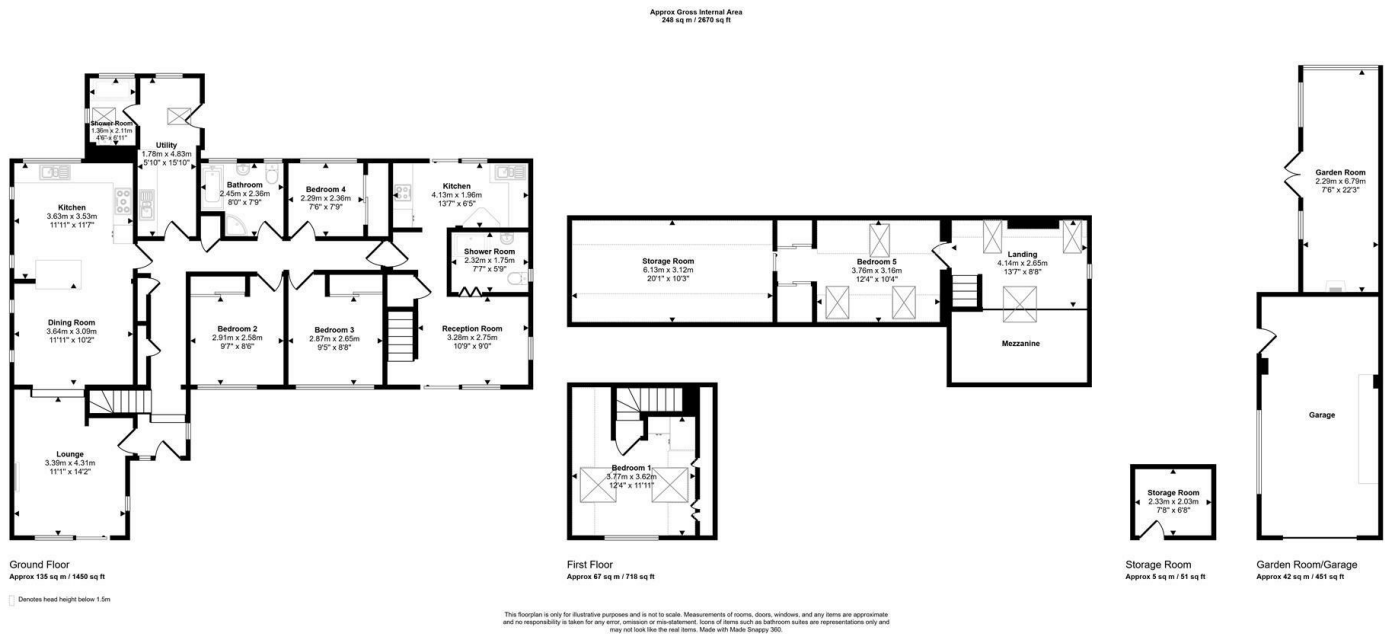 Approx Gross Internal Area
248 sq m / 2670 sq ft
Shower Room
1.36m x 2.11m
4'6" x 6'11"
Utility
1.78m x 4.83m
5'10" x 15'10"
Kitchen
3.63m x 3.53m
11'11" x 11'7"
Bathroom
2.45m x 2.36m
8'0" x 7'9"
Bedroom 4
2.29m x 2.36m
7'6" x 7'9"
Kitchen
4.13m x 1.96m
13'7" x 6'5"
Shower Room
2.32m x 1.75m
7'7" x 5'9"
Dining Room
3.64m x 3.09m
11'11" x 10'2"
Bedroom 2
2.91m x 2.58m
9'7" x 8'6"
Bedroom 3
2.87m x 2.65m
9'5" x 8'8"
Reception Room
3.28m x 2.75m
10'9" x 9'0"
Lounge
3.39m x 4.31m
11'1" x 14'2"
Ground Floor
Approx 135 sq m / 1450 sq ft
Denotes head height below 1.5m
Storage Room
6.13m x 3.12m
20'1" x 10'3"
Bedroom 5
3.76m x 3.16m
12'4" x 10'4"
Landing
4.14m x 2.65m
13'7" x 8'8"
Mezzanine
Bedroom 1
3.77m x 3.62m
12'4" x 11'11"
First Floor
Approx 67 sq m / 718 sq ft
Storage Room
2.33m x 2.03m
7'8" x 6'8"
Storage Room
Approx 5 sq m / 51 sq ft
Garden Room
2.29m x 6.79m
7'6" x 22'3"
Garage
Garden Room/Garage
Approx 42 sq m / 451 sq ft
This floorplan is only for illustrative purposes and is not to scale. Measurements of rooms, doors, windows, and any items are approximate
and no responsibility is taken for any error, omission or mis-statement. Icons of items such as bathroom suites are representations only and
may not look like the real items. Made with Made Snappy 360.